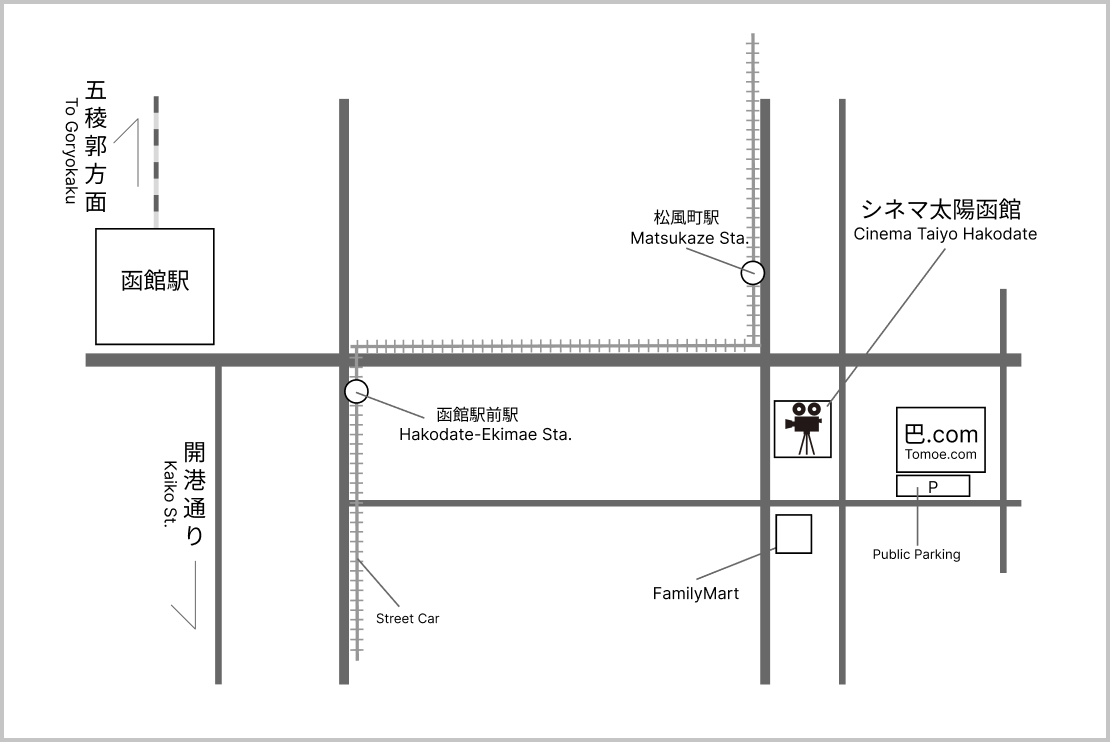 五稜郭方面
To Goryokaku
函館駅
松風町駅
Matsukaze Sta.
シネマ太陽函館
Cinema Taiyo Hakodate
函館駅前駅
Hakodate-Ekimae Sta.
巴.com
Tomoe.com
P
Public Parking
開港通り
Kaiko St.
FamilyMart
Street Car